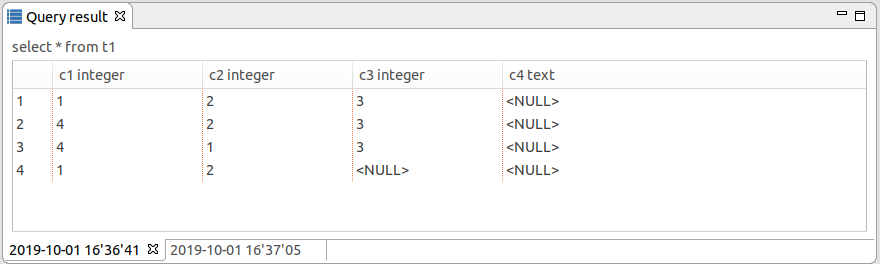 Query result
select * from t1
c1 integer c2 integer c3 integer c4 text
1 1 2 3 <NULL>
2 4 2 3 <NULL>
3 4 1 3 <NULL>
4 1 2 <NULL> <NULL>
2019-10-01 16'36'41 2019-10-01 16'37'05